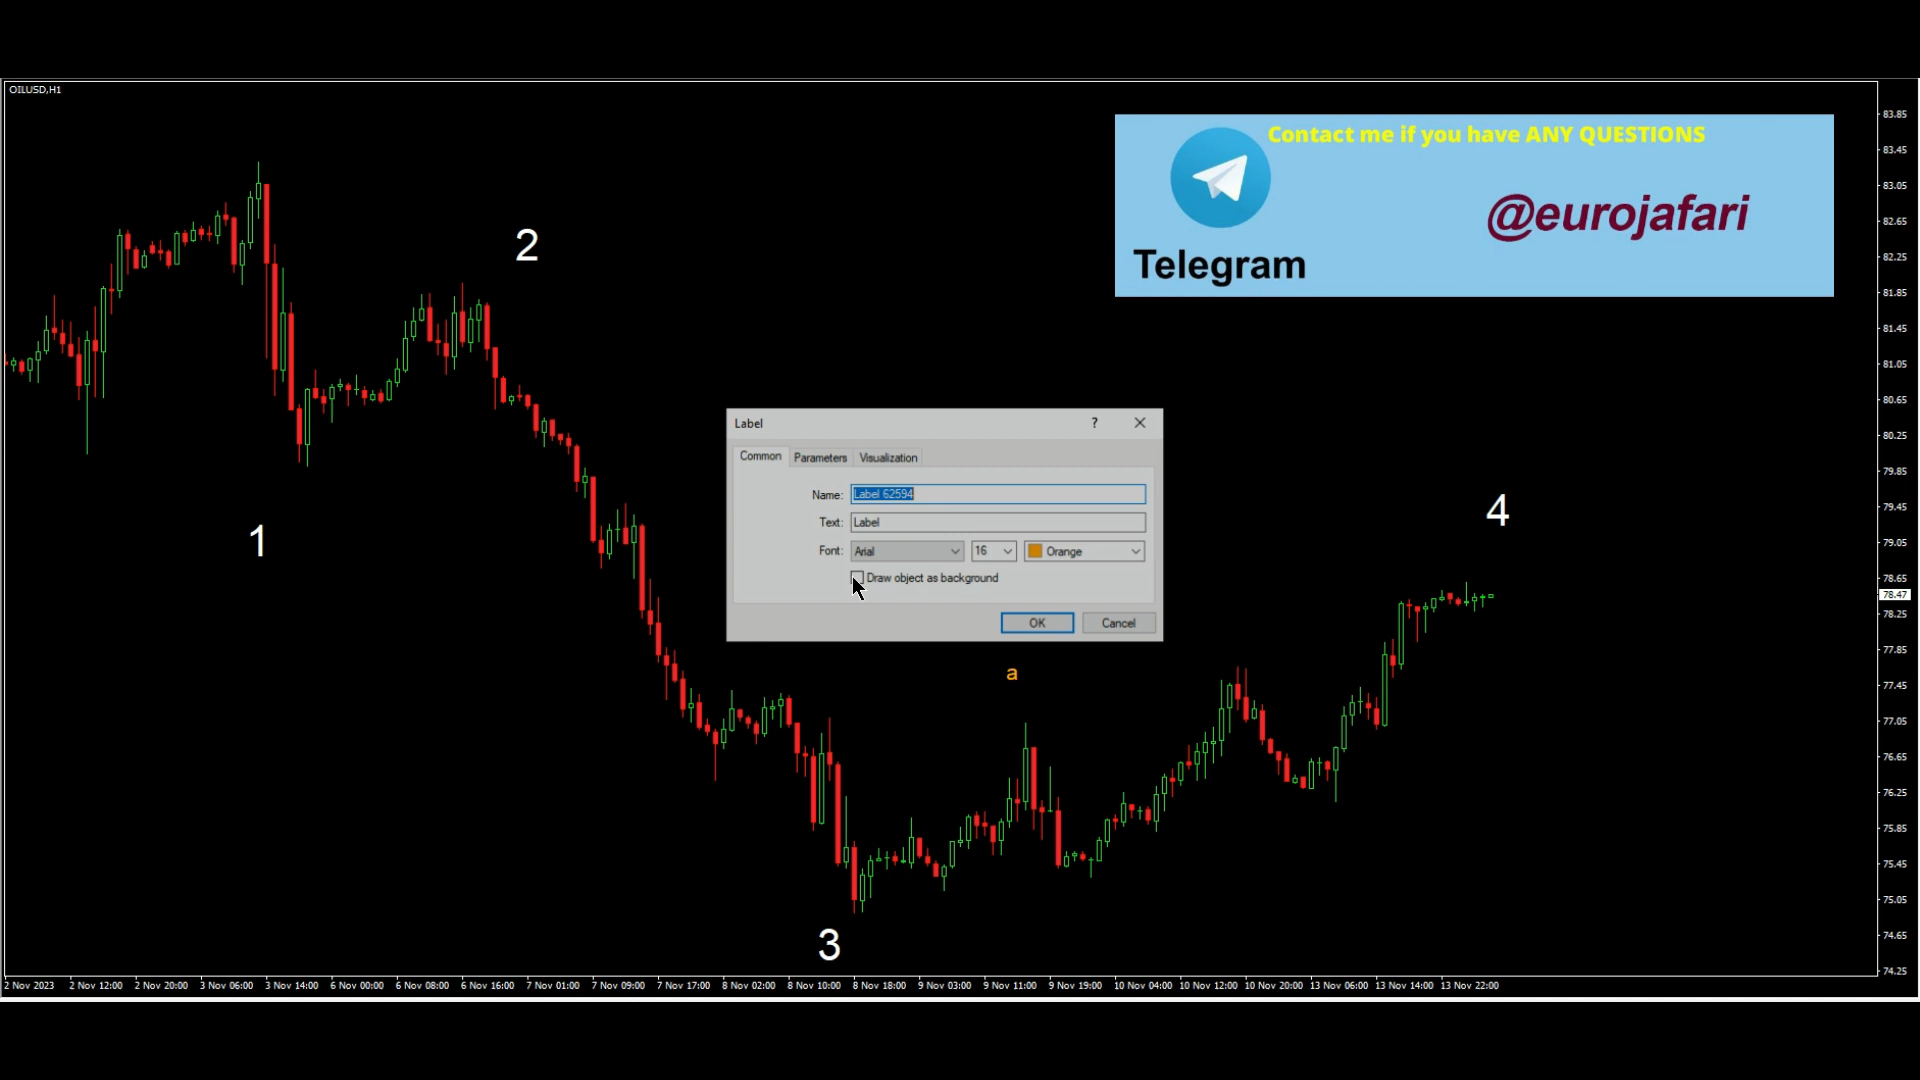 OILUSD,H1
Contact me if you have ANY QUESTIONS
@eurojafari
Telegram
1
2
3
4
a
Label
?
Common Parameters Visualization
Name: Label 62594
Text: Label
Font: Arial 16 Orange
Draw object as background
OK Cancel
83.85
83.45
83.05
82.65
82.25
81.85
81.45
81.05
80.65
80.25
79.85
79.45
79.05
78.65
78.47
78.25
77.85
77.45
77.05
76.65
76.25
75.85
75.45
75.05
74.65
74.25
2 Nov 2023 2 Nov 12:00 2 Nov 20:00 3 Nov 06:00 3 Nov 14:00 6 Nov 00:00 6 Nov 08:00 6 Nov 16:00 7 Nov 01:00 7 Nov 09:00 7 Nov 17:00 8 Nov 02:00 8 Nov 10:00 8 Nov 18:00 9 Nov 03:00 9 Nov 11:00 9 Nov 19:00 10 Nov 04:00 10 Nov 12:00 10 Nov 20:00 13 Nov 06:00 13 Nov 14:00 13 Nov 22:00